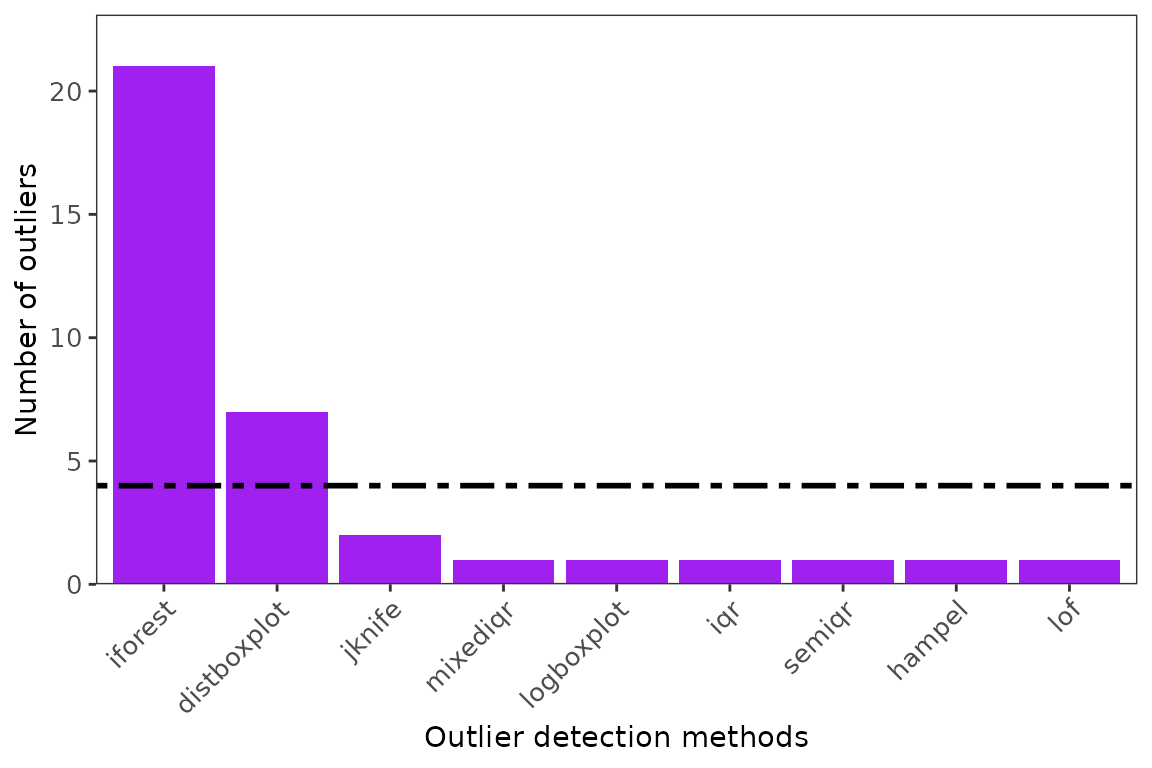 Number of outliers
20
15
10
5
0
iforest
distboxplot
jknife
mixediqr
logboxplot
iqr
semiqr
hampel
lof
Outlier detection methods